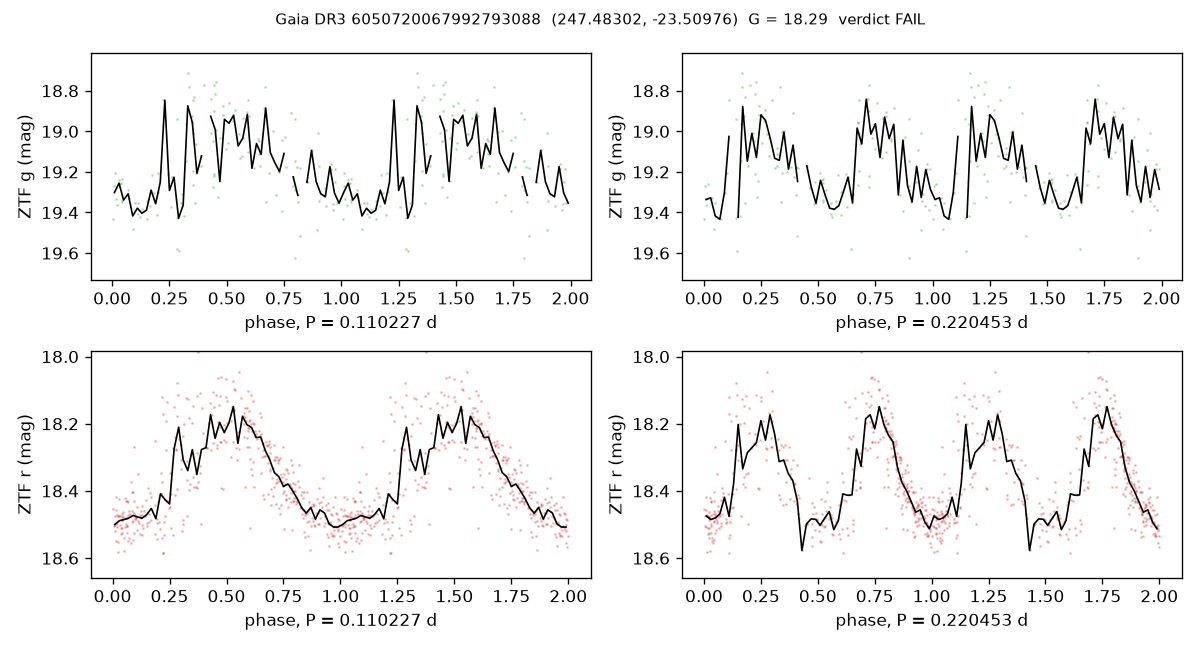 Gaia DR3 6050720067992793088 (247.48302, -23.50976) G = 18.29 verdict FAIL
ZTF g (mag)
18.8
19.0
19.2
19.4
19.6
0.00 0.25 0.50 0.75 1.00 1.25 1.50 1.75 2.00
phase, P = 0.110227 d
ZTF g (mag)
18.8
19.0
19.2
19.4
19.6
0.00 0.25 0.50 0.75 1.00 1.25 1.50 1.75 2.00
phase, P = 0.220453 d
ZTF r (mag)
18.0
18.2
18.4
18.6
0.00 0.25 0.50 0.75 1.00 1.25 1.50 1.75 2.00
phase, P = 0.110227 d
ZTF r (mag)
18.0
18.2
18.4
18.6
0.00 0.25 0.50 0.75 1.00 1.25 1.50 1.75 2.00
phase, P = 0.220453 d